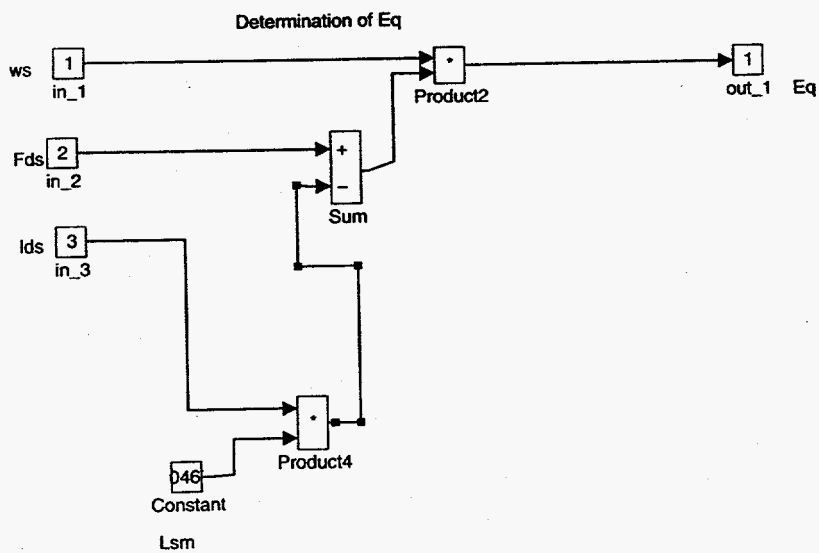 Determination of Eq
ws
1
in_1
*
Product2
1
out_1
Eq
Fds
2
in_2
+
−
Sum
Ids
3
in_3
*
Product4
046
Constant
Lsm